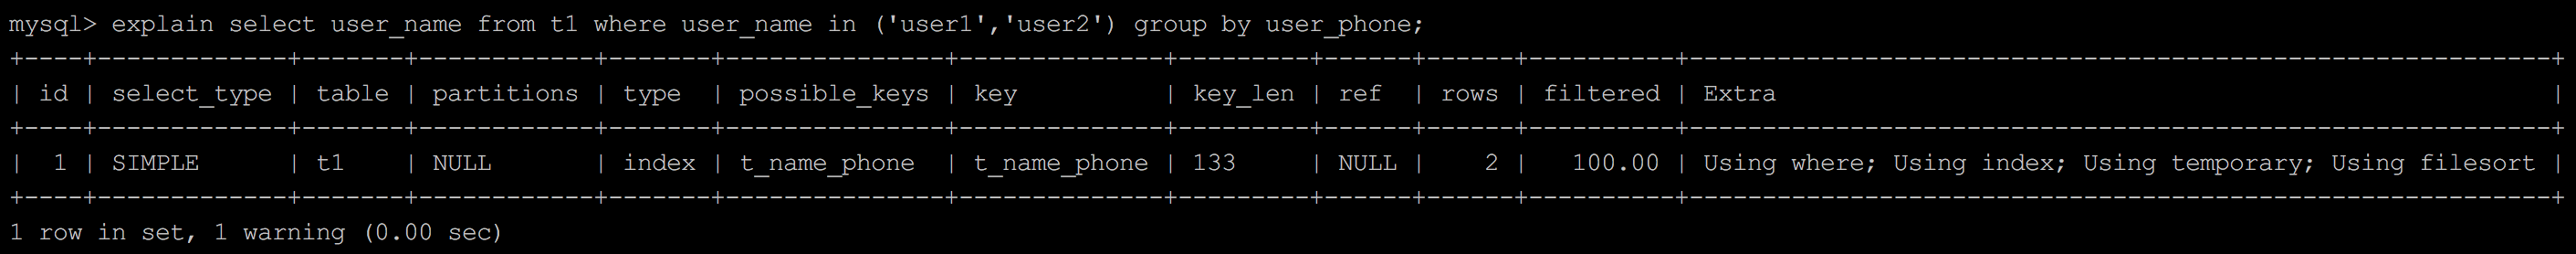 mysql> explain select user_name from t1 where user_name in ('user1','user2') group by user_phone;
+----+-------------+-------+------------+-------+---------------+--------------+---------+------+------+----------+-----------------------------------------------------------+
| id | select_type | table | partitions | type  | possible_keys | key          | key_len | ref  | rows | filtered | Extra                                                     |
+----+-------------+-------+------------+-------+---------------+--------------+---------+------+------+----------+-----------------------------------------------------------+
|  1 | SIMPLE      | t1    | NULL       | index | t_name_phone  | t_name_phone | 133     | NULL |    2 |   100.00 | Using where; Using index; Using temporary; Using filesort |
+----+-------------+-------+------------+-------+---------------+--------------+---------+------+------+----------+-----------------------------------------------------------+
1 row in set, 1 warning (0.00 sec)